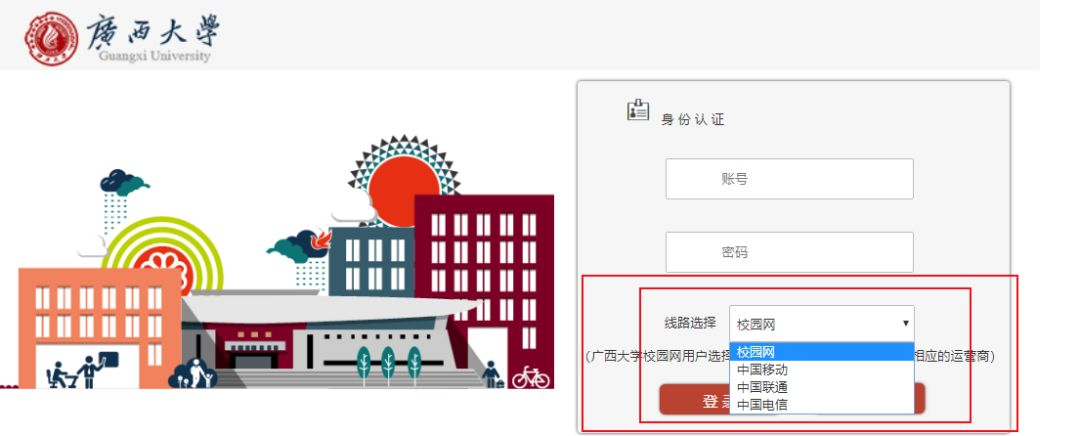 廣西大學
Guangxi University
身份认证
账号
密码
线路选择 校园网
(广西大学校园网用户选择 相应的运营商)
校园网
中国移动
中国联通
中国电信
登